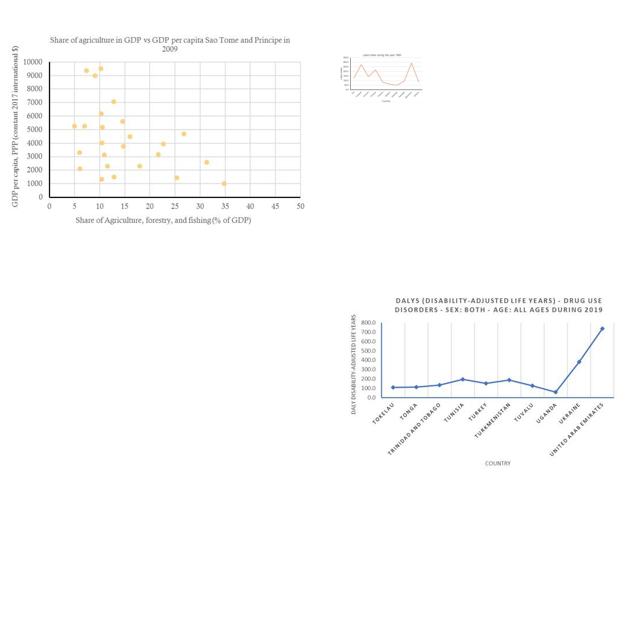 Share of agriculture in GDP vs GDP per capita Sao Tome and Principe in
2009
GDP per capita, PPP (constant 2017 international $)
10000
9000
8000
7000
6000
5000
4000
3000
2000
1000
0
0 5 10 15 20 25 30 35 40 45 50
Share of Agriculture, forestry, and fishing (% of GDP)
DALYS (DISABILITY-ADJUSTED LIFE YEARS) - DRUG USE
DISORDERS - SEX: BOTH - AGE: ALL AGES DURING 2019
DALY DISABILITY-ADJUSTED LIFE YEARS
800.0
700.0
600.0
500.0
400.0
300.0
200.0
100.0
0.0
TOKELAU
TONGA
TRINIDAD AND TOBAGO
TUNISIA
TURKEY
TURKMENISTAN
TUVALU
UGANDA
UKRAINE
UNITED ARAB EMIRATES
COUNTRY